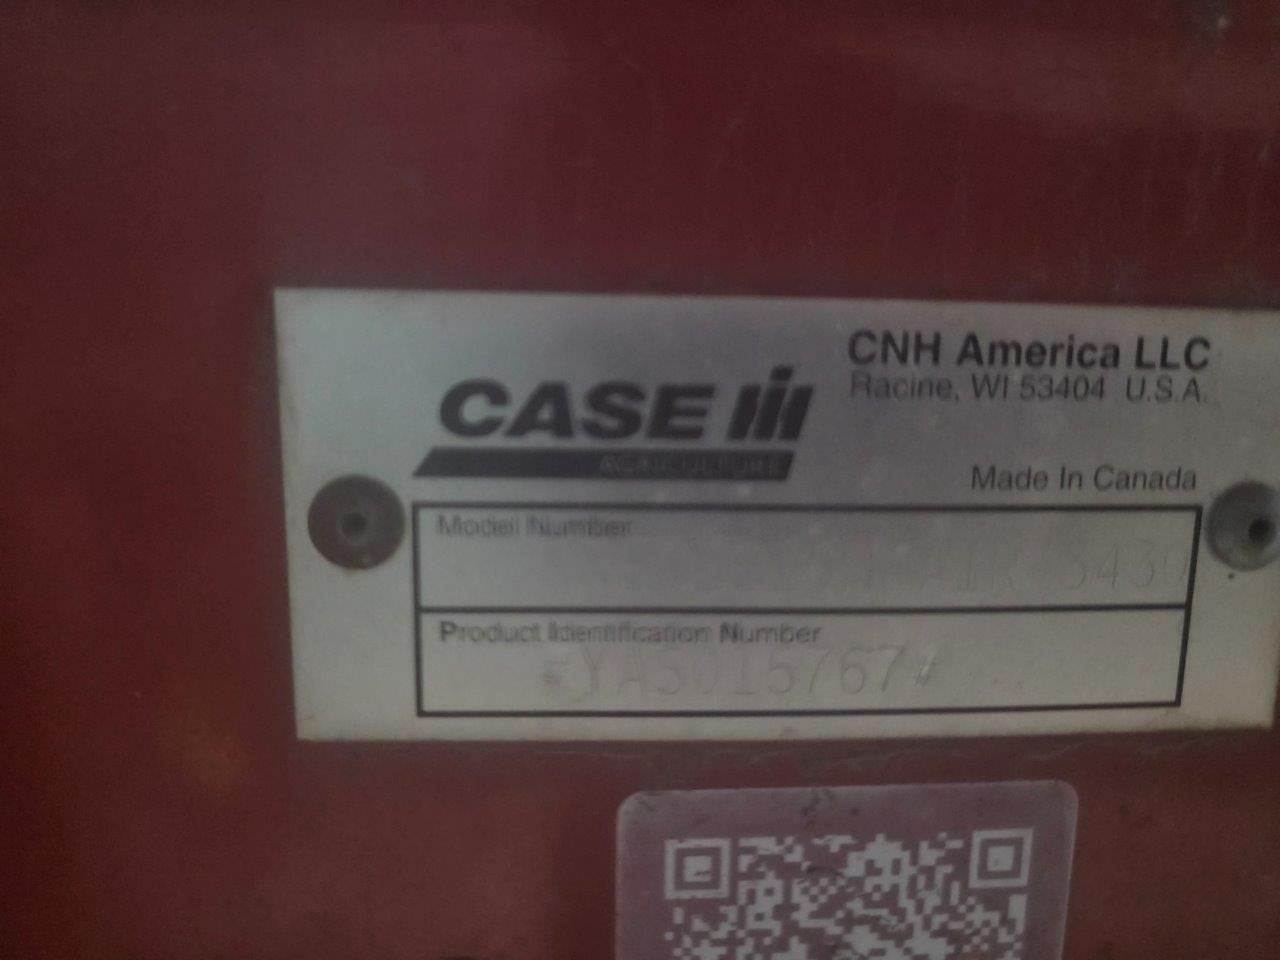 CNH America LLC
Racine, WI 53404 U.S.A.
CASE III
AGRICULTURE
Made In Canada
Model Number
AIR 3430
Product Identification Number
*YAS015767#